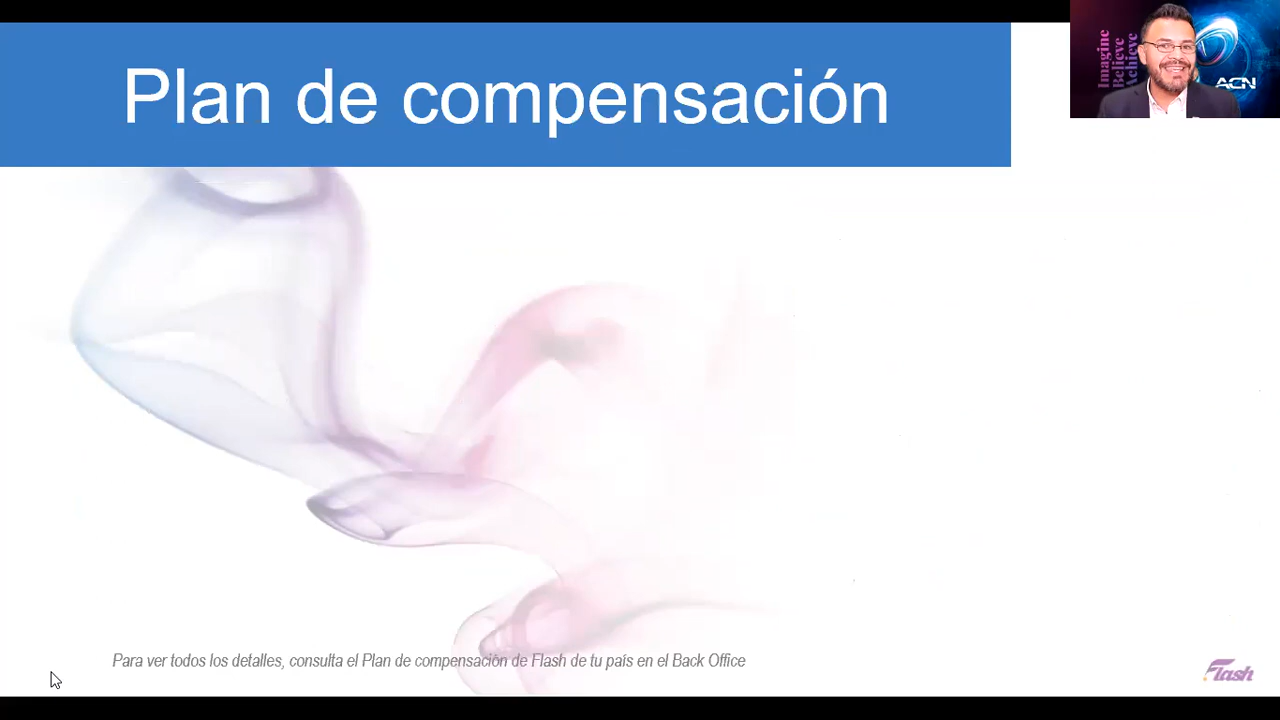 Plan de compensación
Imagine
Believe
Achieve
ACN
Para ver todos los detalles, consulta el Plan de compensación de Flash de tu país en el Back Office
Flash